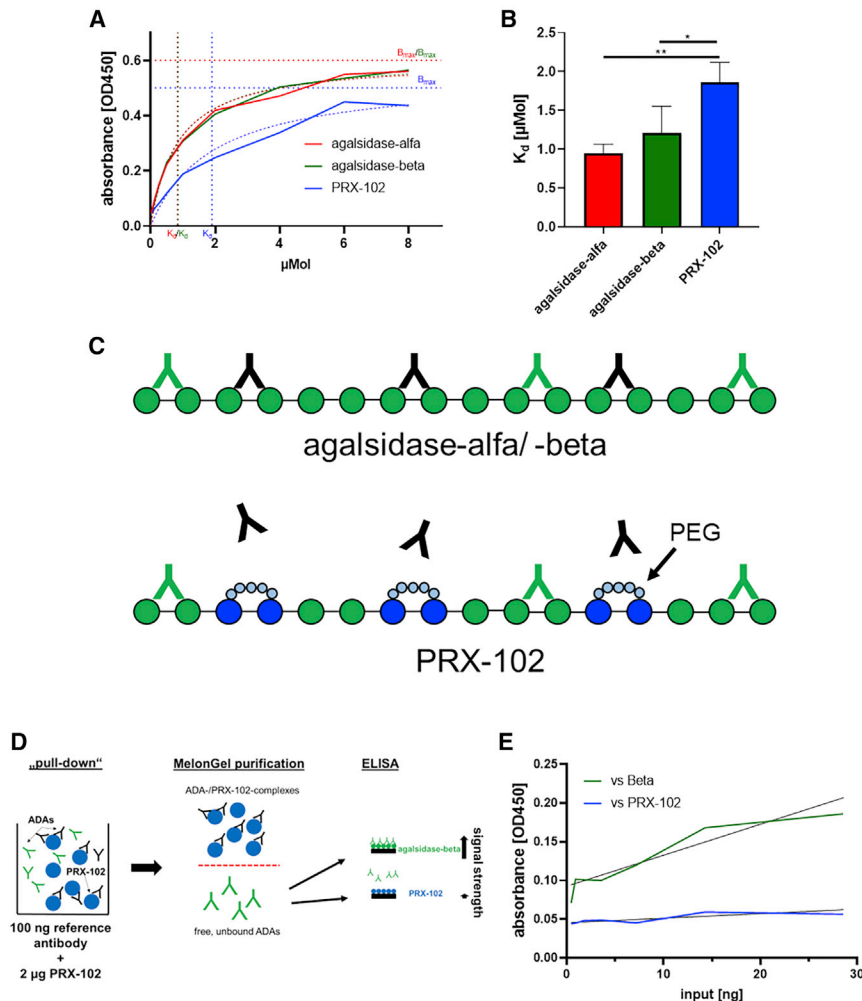 A
absorbance [OD450]
0.6
0.4
0.2
0.0
Bmax/Bmax
Bmax
agalsidase-alfa
agalsidase-beta
PRX-102
Kd/Kd
Kd
0 2 4 6 8
µMol
B
Kd [µMol]
2.5
2.0
1.5
1.0
0.5
0.0
*
**
agalsidase-alfa
agalsidase-beta
PRX-102
C
agalsidase-alfa/ -beta
PEG
PRX-102
D
„pull-down“
ADAs
PRX-102
100 ng reference
antibody
+
2 µg PRX-102
MelonGel purification
ADA-/PRX-102-complexes
free, unbound ADAs
ELISA
agalsidase-beta
PRX-102
signal strength
E
absorbance [OD450]
0.25
0.20
0.15
0.10
0.05
0.00
vs Beta
vs PRX-102
0 10 20 30
input [ng]